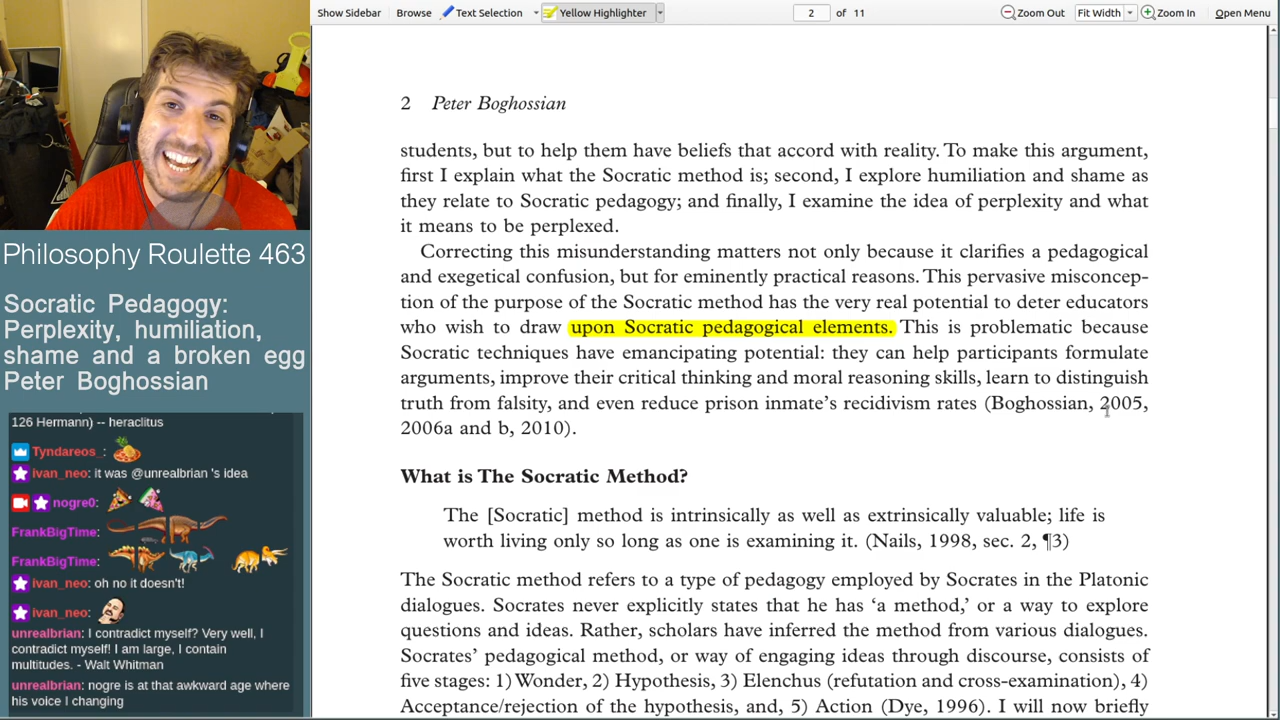 Show Sidebar Browse Text Selection Yellow Highlighter 2 of 11 Zoom Out Fit Width Zoom In Open Menu
2 Peter Boghossian
students, but to help them have beliefs that accord with reality. To make this argument,
first I explain what the Socratic method is; second, I explore humiliation and shame as
they relate to Socratic pedagogy; and finally, I examine the idea of perplexity and what
it means to be perplexed.
Correcting this misunderstanding matters not only because it clarifies a pedagogical
and exegetical confusion, but for eminently practical reasons. This pervasive misconcep-
tion of the purpose of the Socratic method has the very real potential to deter educators
who wish to draw upon Socratic pedagogical elements. This is problematic because
Socratic techniques have emancipating potential: they can help participants formulate
arguments, improve their critical thinking and moral reasoning skills, learn to distinguish
truth from falsity, and even reduce prison inmate's recidivism rates (Boghossian, 2005,
2006a and b, 2010).
What is The Socratic Method?
The [Socratic] method is intrinsically as well as extrinsically valuable; life is
worth living only so long as one is examining it. (Nails, 1998, sec. 2, ¶3)
The Socratic method refers to a type of pedagogy employed by Socrates in the Platonic
dialogues. Socrates never explicitly states that he has 'a method,' or a way to explore
questions and ideas. Rather, scholars have inferred the method from various dialogues.
Socrates' pedagogical method, or way of engaging ideas through discourse, consists of
five stages: 1) Wonder, 2) Hypothesis, 3) Elenchus (refutation and cross-examination), 4)
Acceptance/rejection of the hypothesis, and, 5) Action (Dye, 1996). I will now briefly
Philosophy Roulette 463
Socratic Pedagogy:
Perplexity, humiliation,
shame and a broken egg
Peter Boghossian
126 Hermann) -- heraclitus
Tyndareos_:
ivan_neo: it was @unrealbrian 's idea
nogre0:
FrankBigTime:
FrankBigTime:
ivan_neo: oh no it doesn't!
ivan_neo:
unrealbrian: I contradict myself? Very well, I
contradict myself! I am large, I contain
multitudes. - Walt Whitman
unrealbrian: nogre is at that awkward age where
his voice I changing